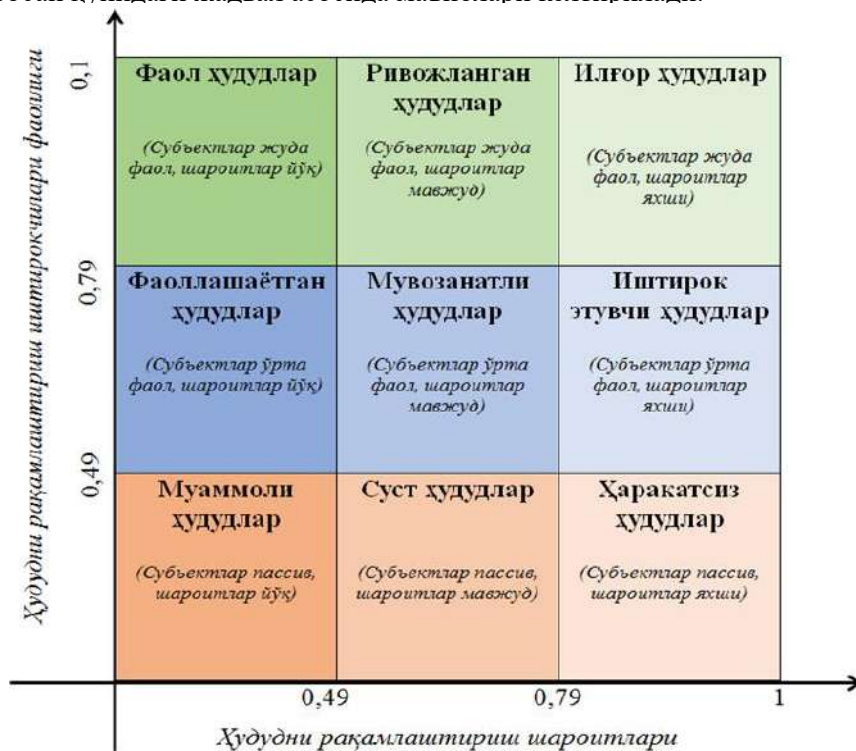 0,1
Ҳудудни рақамлаштириш иштирокчилари фаоллиги
Фаол ҳудудлар
(Субъектлар жуда
фаол, шароитлар йўқ)
Ривожланган
ҳудудлар
(Субъектлар жуда
фаол, шароитлар
мавжуд)
Илғор ҳудудлар
(Субъектлар жуда
фаол, шароитлар
яхши)
0,79
Фаоллашаётган
ҳудудлар
(Субъектлар ўрта
фаол, шароитлар йўқ)
Мувозанатли
ҳудудлар
(Субъектлар ўрта
фаол, шароитлар
мавжуд)
Иштирок
этувчи ҳудудлар
(Субъектлар ўрта
фаол, шароитлар
яхши)
0,49
Муаммоли
ҳудудлар
(Субъектлар пассив,
шароитлар йўқ)
Суст ҳудудлар
(Субъектлар пассив,
шароитлар мавжуд)
Ҳаракатсиз
ҳудудлар
(Субъектлар пассив,
шароитлар яхши)
0,49
0,79
1
Ҳудудни рақамлаштириш шароитлари